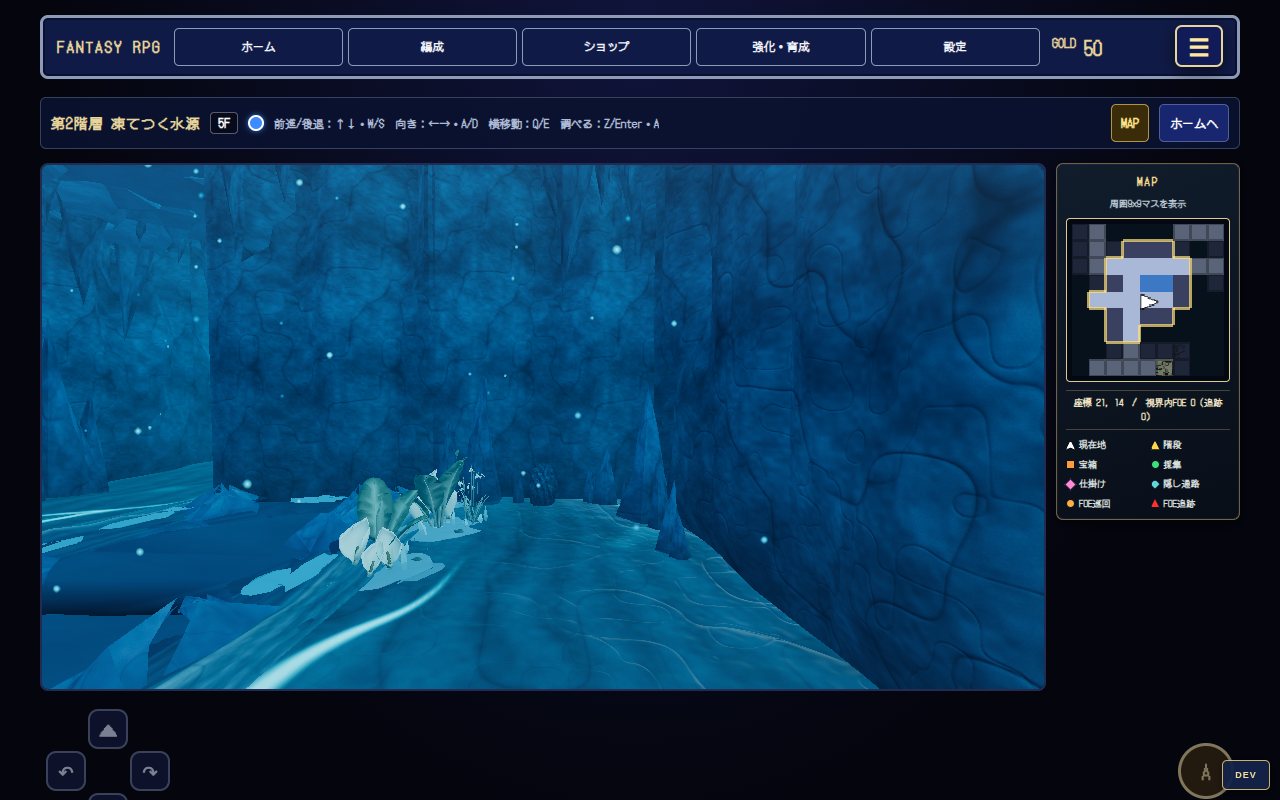 FANTASY RPG
ホーム
編成
ショップ
強化・育成
設定
GOLD 50
第2階層 凍てつく水源
5F
前進/後退：↑↓・W/S 向き：←→・A/D 横移動：Q/E 調べる：Z/Enter・A
MAP
ホームへ
MAP
周囲9x9マスを表示
座標 21, 14 / 視界内FOE 0（追跡
0）
現在地
階段
宝箱
採集
仕掛け
隠し通路
FOE巡回
FOE追跡
A
DEV